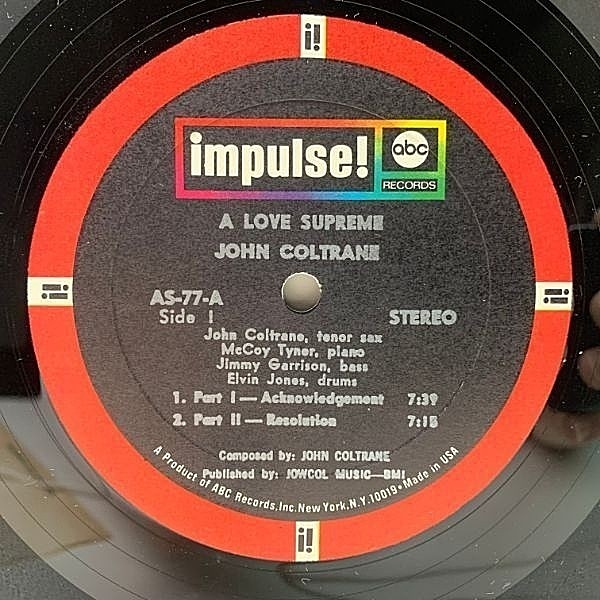 impulse!
abc
RECORDS
A LOVE SUPREME
JOHN COLTRANE
AS-77-A
Side 1
STEREO
John Coltrane, tenor sax
McCoy Tyner, piano
Jimmy Garrison, bass
Elvin Jones, drums
1. Part I — Acknowledgement 7:39
2. Part II — Resolution 7:15
Composed by: JOHN COLTRANE
Published by: JOWCOL MUSIC—BMI
A Product of ABC Records, Inc. New York, N.Y. 10019 • Made in USA
i!
i!
i!
i!